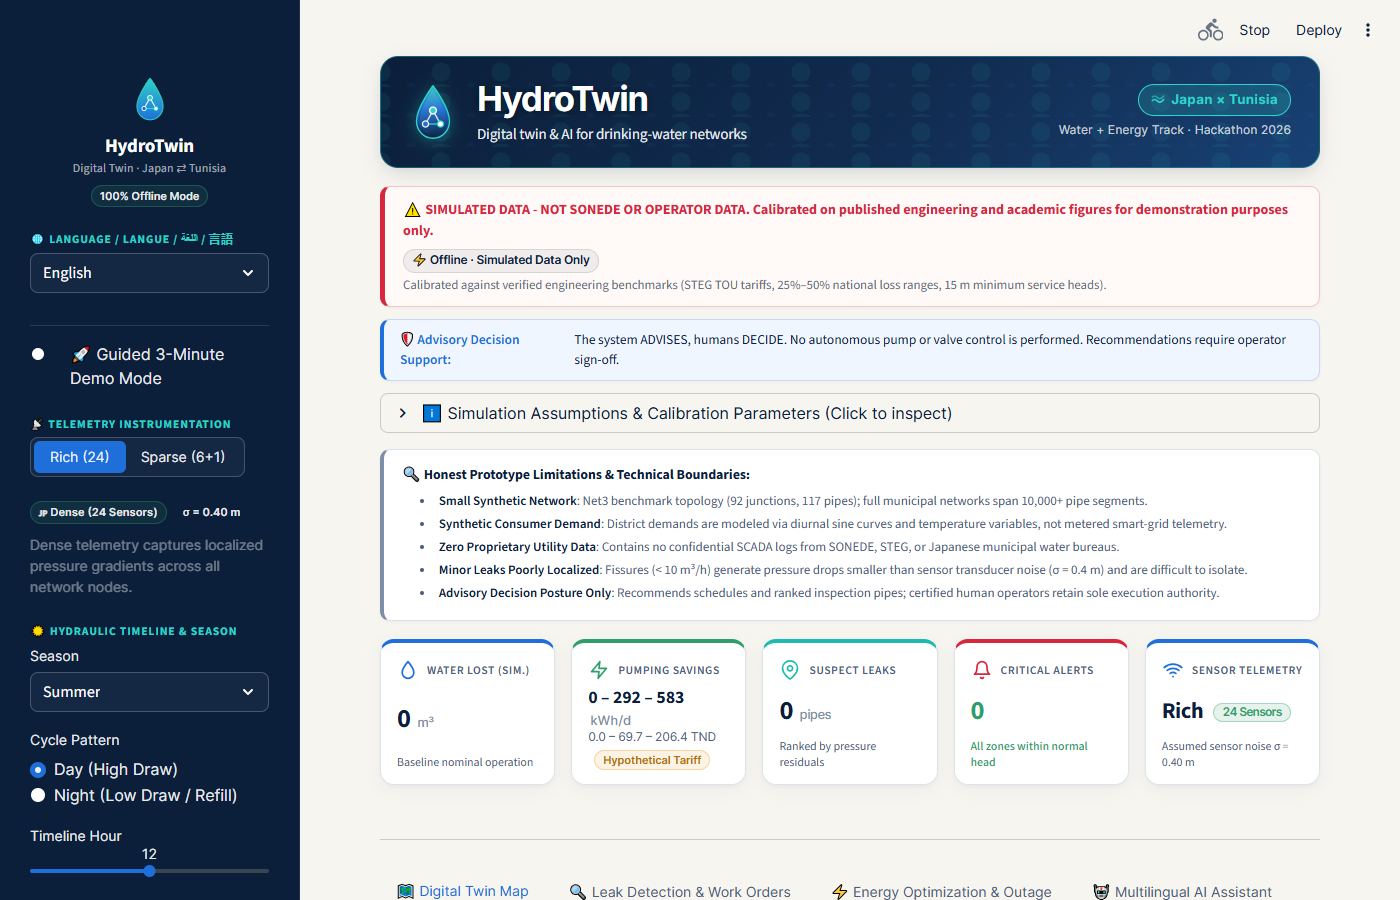 Stop
Deploy
HydroTwin
Digital Twin · Japan ⇄ Tunisia
100% Offline Mode
LANGUAGE / LANGUE / اللغة / 言語
English
🚀 Guided 3-Minute
Demo Mode
TELEMETRY INSTRUMENTATION
Rich (24)
Sparse (6+1)
JP Dense (24 Sensors)
σ = 0.40 m
Dense telemetry captures localized
pressure gradients across all
network nodes.
HYDRAULIC TIMELINE & SEASON
Season
Summer
Cycle Pattern
Day (High Draw)
Night (Low Draw / Refill)
Timeline Hour
12
HydroTwin
Digital twin & AI for drinking-water networks
Japan × Tunisia
Water + Energy Track · Hackathon 2026
⚠️ SIMULATED DATA - NOT SONEDE OR OPERATOR DATA. Calibrated on published engineering and academic figures for demonstration purposes
only.
⚡ Offline · Simulated Data Only
Calibrated against verified engineering benchmarks (STEG TOU tariffs, 25%–50% national loss ranges, 15 m minimum service heads).
Advisory Decision
Support:
The system ADVISES, humans DECIDE. No autonomous pump or valve control is performed. Recommendations require operator
sign-off.
ℹ️ Simulation Assumptions & Calibration Parameters (Click to inspect)
🔍 Honest Prototype Limitations & Technical Boundaries:
• Small Synthetic Network: Net3 benchmark topology (92 junctions, 117 pipes); full municipal networks span 10,000+ pipe segments.
• Synthetic Consumer Demand: District demands are modeled via diurnal sine curves and temperature variables, not metered smart-grid telemetry.
• Zero Proprietary Utility Data: Contains no confidential SCADA logs from SONEDE, STEG, or Japanese municipal water bureaus.
• Minor Leaks Poorly Localized: Fissures (< 10 m³/h) generate pressure drops smaller than sensor transducer noise (σ = 0.4 m) and are difficult to isolate.
• Advisory Decision Posture Only: Recommends schedules and ranked inspection pipes; certified human operators retain sole execution authority.
WATER LOST (SIM.)
0 m³
Baseline nominal operation
PUMPING SAVINGS
0 – 292 – 583
kWh/d
0.0 – 69.7 – 206.4 TND
Hypothetical Tariff
SUSPECT LEAKS
0 pipes
Ranked by pressure
residuals
CRITICAL ALERTS
0
All zones within normal
head
SENSOR TELEMETRY
Rich 24 Sensors
Assumed sensor noise σ =
0.40 m
Digital Twin Map
Leak Detection & Work Orders
Energy Optimization & Outage
Multilingual AI Assistant